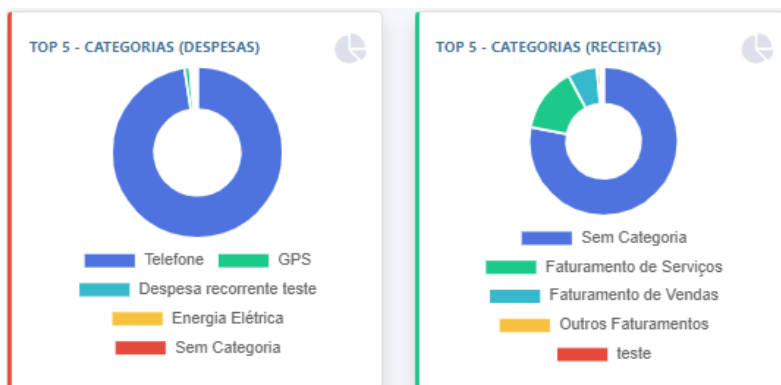 TOP 5 - CATEGORIAS (DESPESAS)
Telefone GPS
Despesa recorrente teste
Energia Elétrica
Sem Categoria
TOP 5 - CATEGORIAS (RECEITAS)
Sem Categoria
Faturamento de Serviços
Faturamento de Vendas
Outros Faturamentos
teste